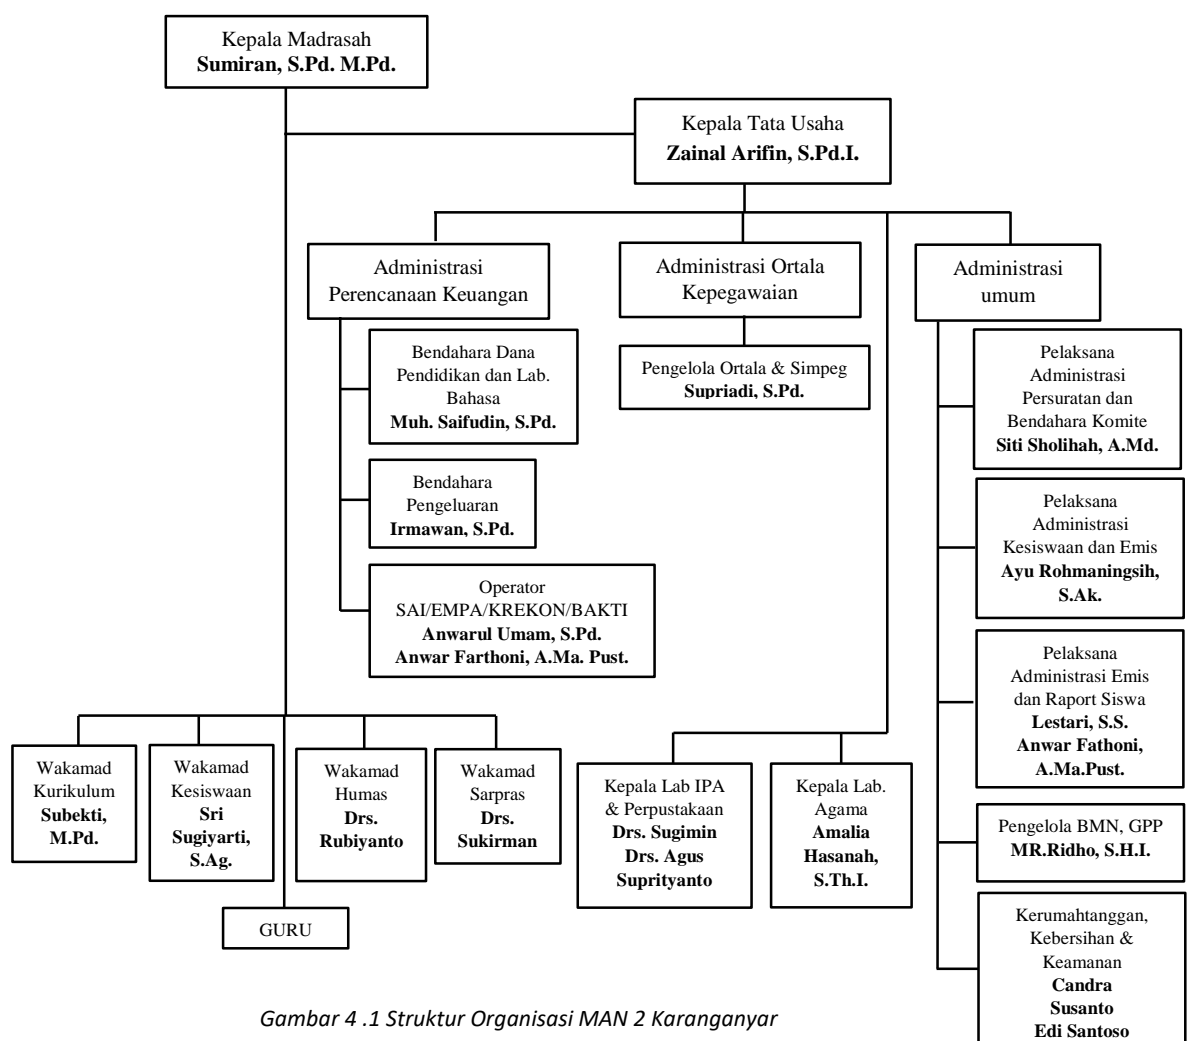 Kepala Madrasah
Sumiran, S.Pd. M.Pd.
Kepala Tata Usaha
Zainal Arifin, S.Pd.I.
Administrasi
Perencanaan Keuangan
Administrasi Ortala
Kepegawaian
Administrasi
umum
Bendahara Dana
Pendidikan dan Lab.
Bahasa
Muh. Saifudin, S.Pd.
Bendahara
Pengeluaran
Irmawan, S.Pd.
Operator
SAI/EMPA/KREKON/BAKTI
Anwarul Umam, S.Pd.
Anwar Farthoni, A.Ma. Pust.
Pengelola Ortala & Simpeg
Supriadi, S.Pd.
Pelaksana
Administrasi
Persuratan dan
Bendahara Komite
Siti Sholihah, A.Md.
Pelaksana
Administrasi
Kesiswaan dan Emis
Ayu Rohmaningsih,
S.Ak.
Pelaksana
Administrasi Emis
dan Raport Siswa
Lestari, S.S.
Anwar Fathoni,
A.Ma.Pust.
Pengelola BMN, GPP
MR.Ridho, S.H.I.
Kerumahtanggan,
Kebersihan &
Keamanan
Candra
Susanto
Edi Santoso
Wakamad
Kurikulum
Subekti,
M.Pd.
Wakamad
Kesiswaan
Sri
Sugiyarti,
S.Ag.
Wakamad
Humas
Drs.
Rubiyanto
Wakamad
Sarpras
Drs.
Sukirman
Kepala Lab IPA
& Perpustakaan
Drs. Sugimin
Drs. Agus
Suprityanto
Kepala Lab.
Agama
Amalia
Hasanah,
S.Th.I.
GURU
Gambar 4 .1 Struktur Organisasi MAN 2 Karanganyar